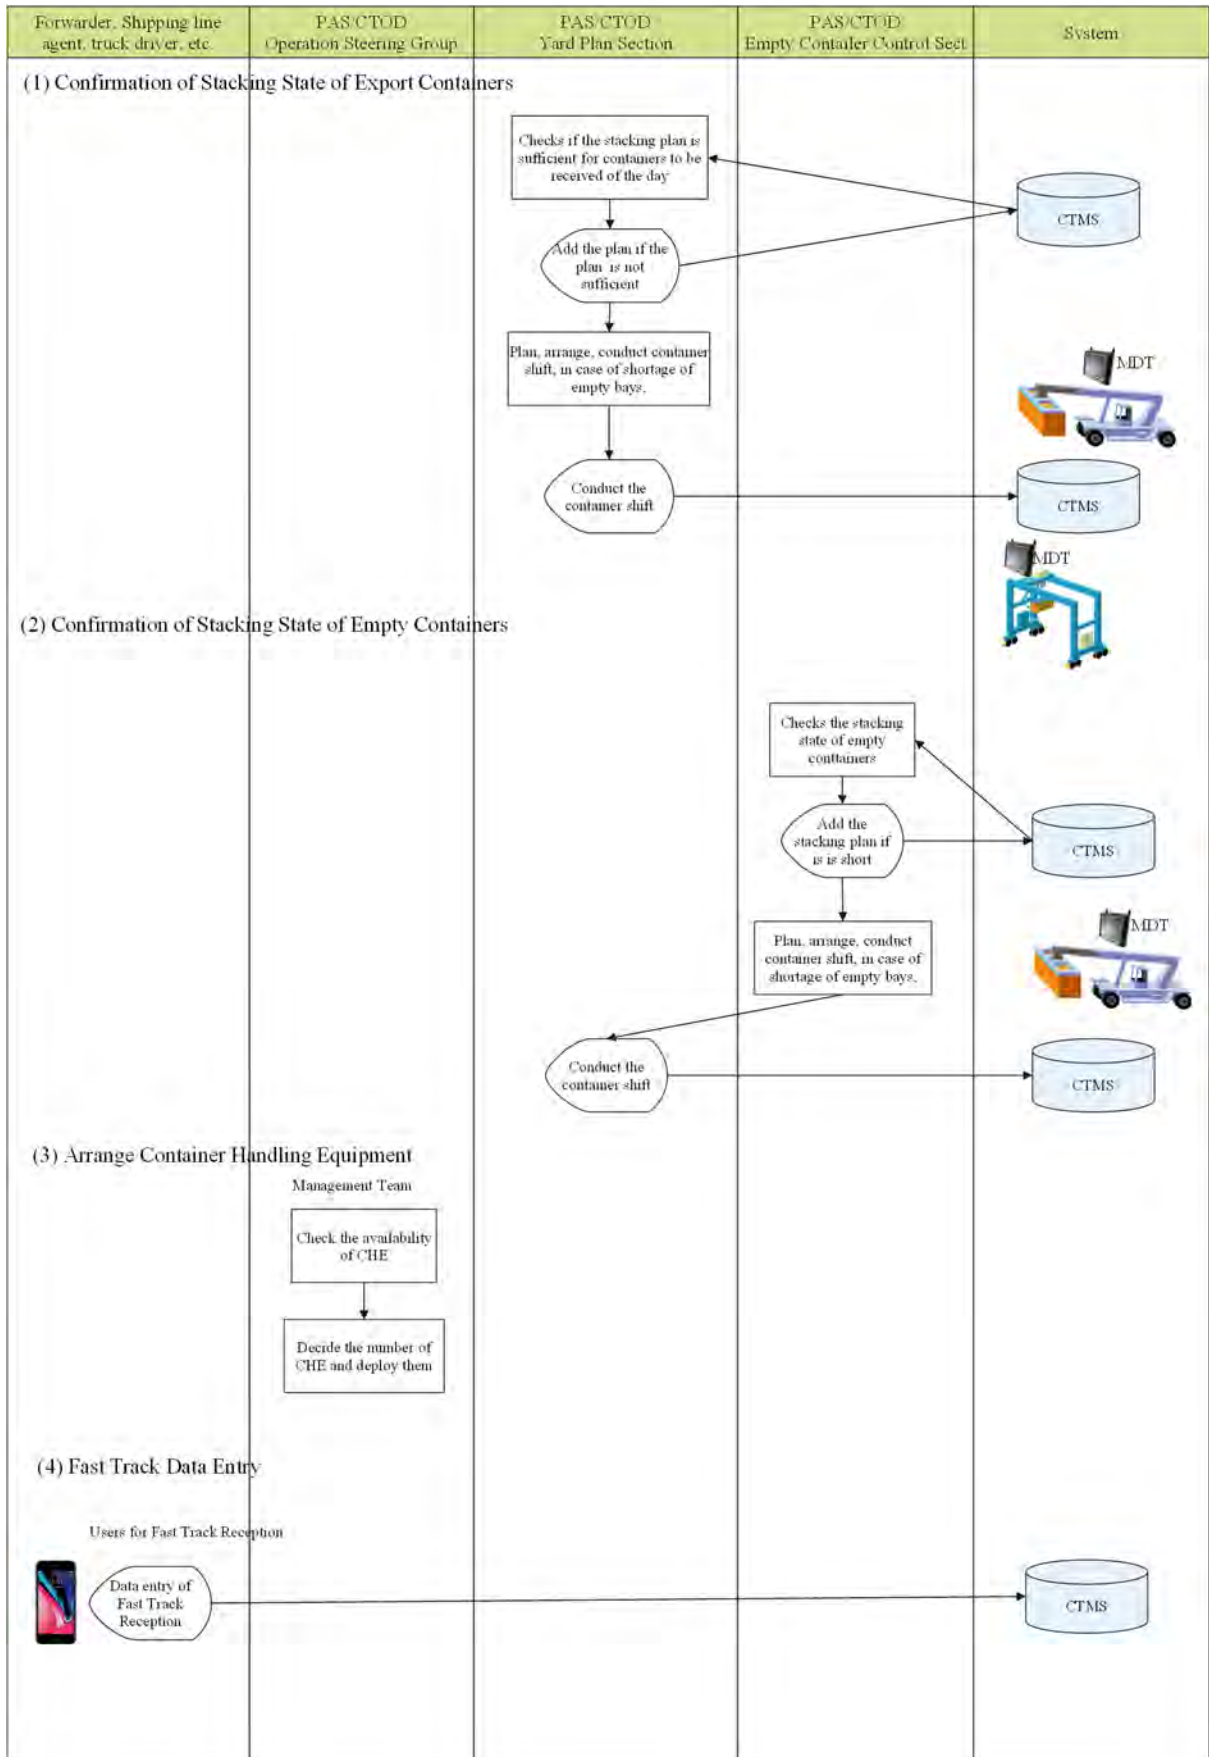 Forwarder, Shipping line
agent, truck driver, etc.
PAS/CTOD
Operation Steering Group
PAS/CTOD
Yard Plan Section
PAS/CTOD
Empty Contailer Control Sect
System
(1) Confirmation of Stacking State of Export Containers
Checks if the stacking plan is
sufficient for containers to be
received of the day
CTMS
Add the plan if the
plan is not
sufficient
Plan, arrange, conduct container
shift, in case of shortage of
empty bays.
MDT
Conduct the
container shift
CTMS
MDT
(2) Confirmation of Stacking State of Empty Containers
Checks the stacking
state of empty
conttainers
Add the
stacking plan if
is is short
CTMS
Plan, arrange, conduct
container shift, in case of
shortage of empty bays.
MDT
Conduct the
container shift
CTMS
(3) Arrange Container Handling Equipment
Management Team
Check the availability
of CHE
Decide the number of
CHE and deploy them
(4) Fast Track Data Entry
Users for Fast Track Reception
Data entry of
Fast Track
Reception
CTMS